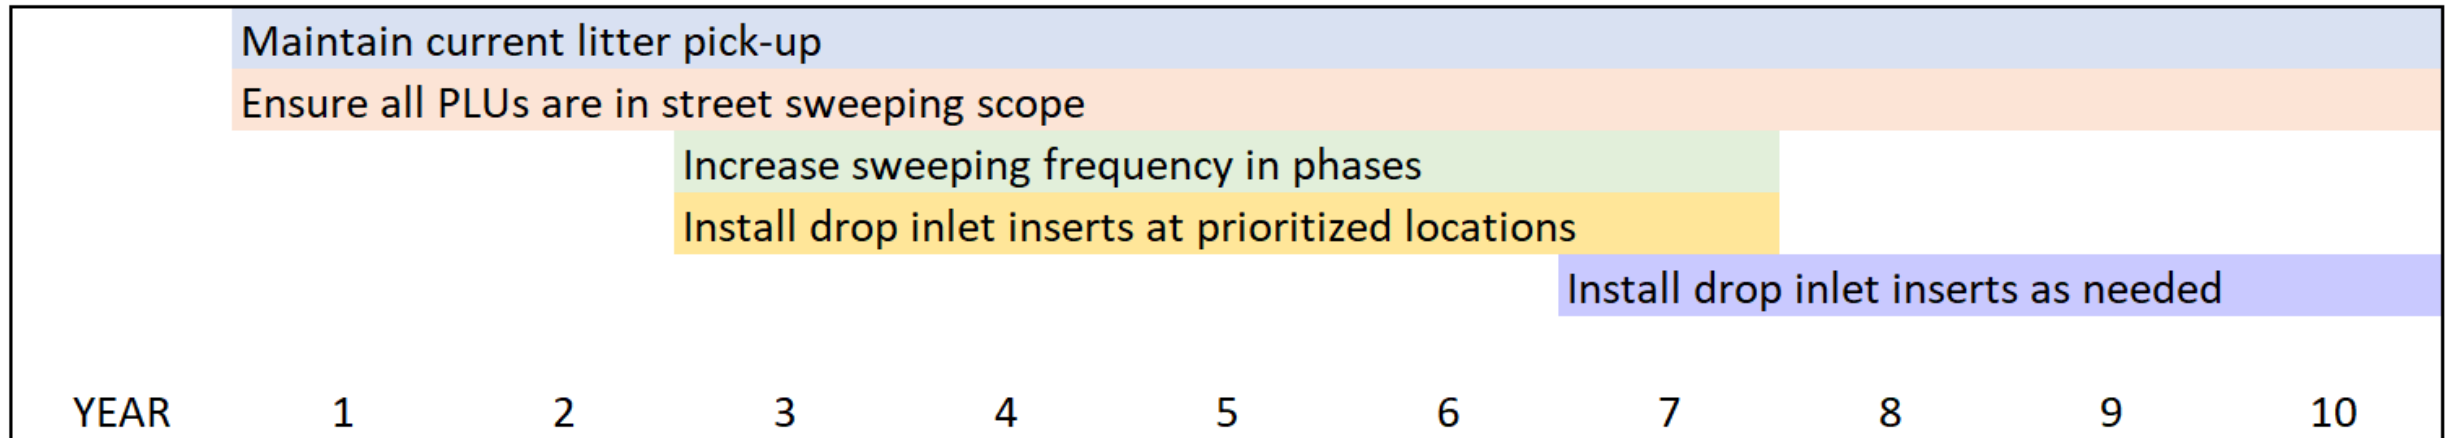 Maintain current litter pick-up
Ensure all PLUs are in street sweeping scope
Increase sweeping frequency in phases
Install drop inlet inserts at prioritized locations
Install drop inlet inserts as needed
YEAR 1 2 3 4 5 6 7 8 9 10